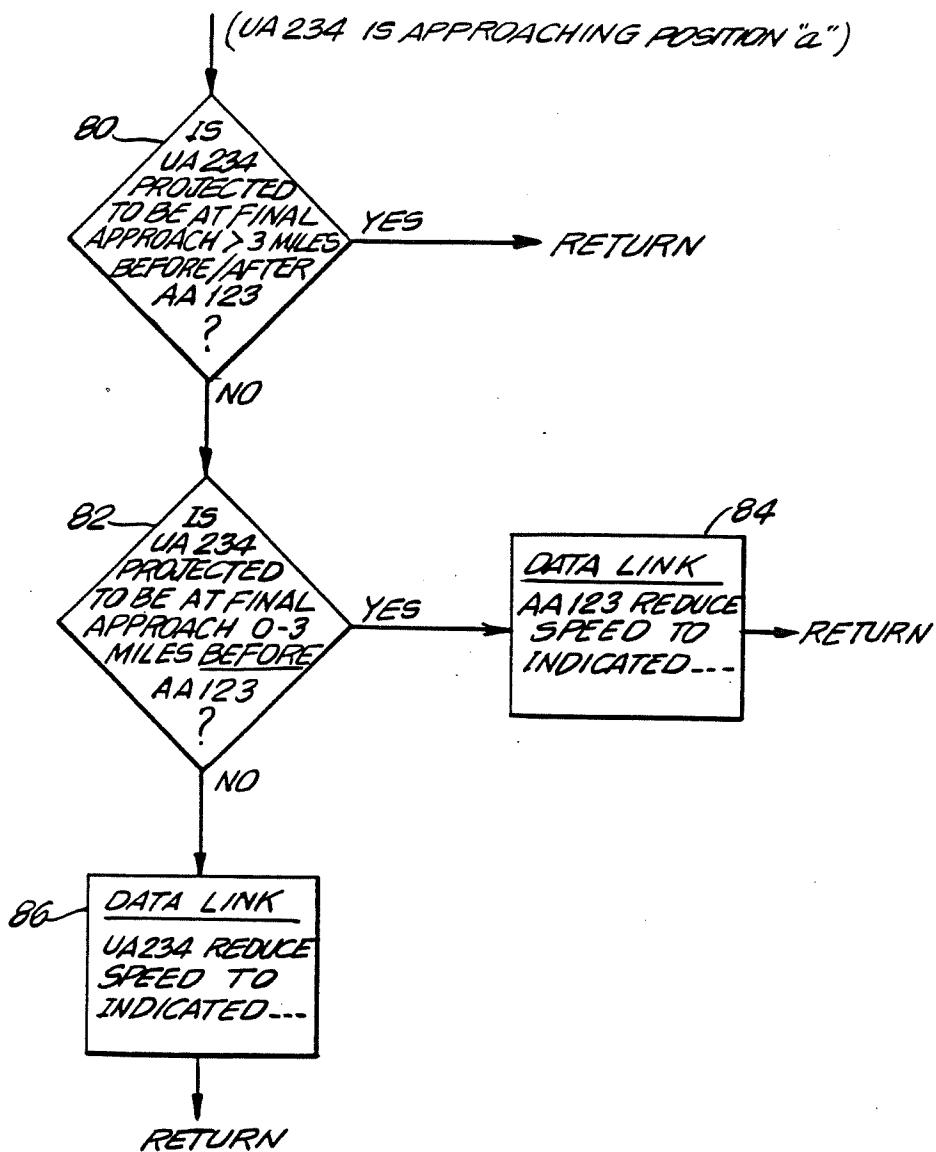 (UA 234 IS APPROACHING POSITION "a")
80
IS
UA 234
PROJECTED
TO BE AT FINAL
APPROACH > 3 MILES
BEFORE/AFTER
AA 123
?
YES
RETURN
NO
82
IS
UA 234
PROJECTED
TO BE AT FINAL
APPROACH 0-3
MILES BEFORE
AA 123
?
YES
84
DATA LINK
AA 123 REDUCE
SPEED TO
INDICATED---
RETURN
NO
86
DATA LINK
UA234 REDUCE
SPEED TO
INDICATED---
RETURN